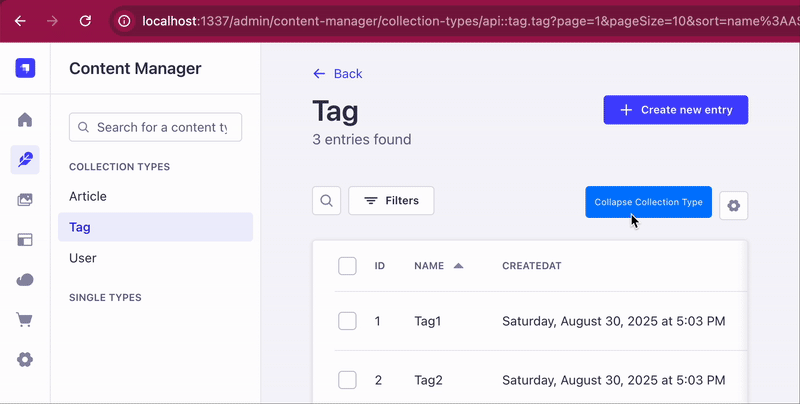 localhost:1337/admin/content-manager/collection-types/api::tag.tag?page=1&pageSize=10&sort=name%3AAS
Content Manager
Search for a content ty
COLLECTION TYPES
Article
Tag
User
SINGLE TYPES
Back
Tag
Create new entry
3 entries found
Filters
Collapse Collection Type
ID NAME CREATEDAT
1 Tag1 Saturday, August 30, 2025 at 5:03 PM
2 Tag2 Saturday, August 30, 2025 at 5:03 PM